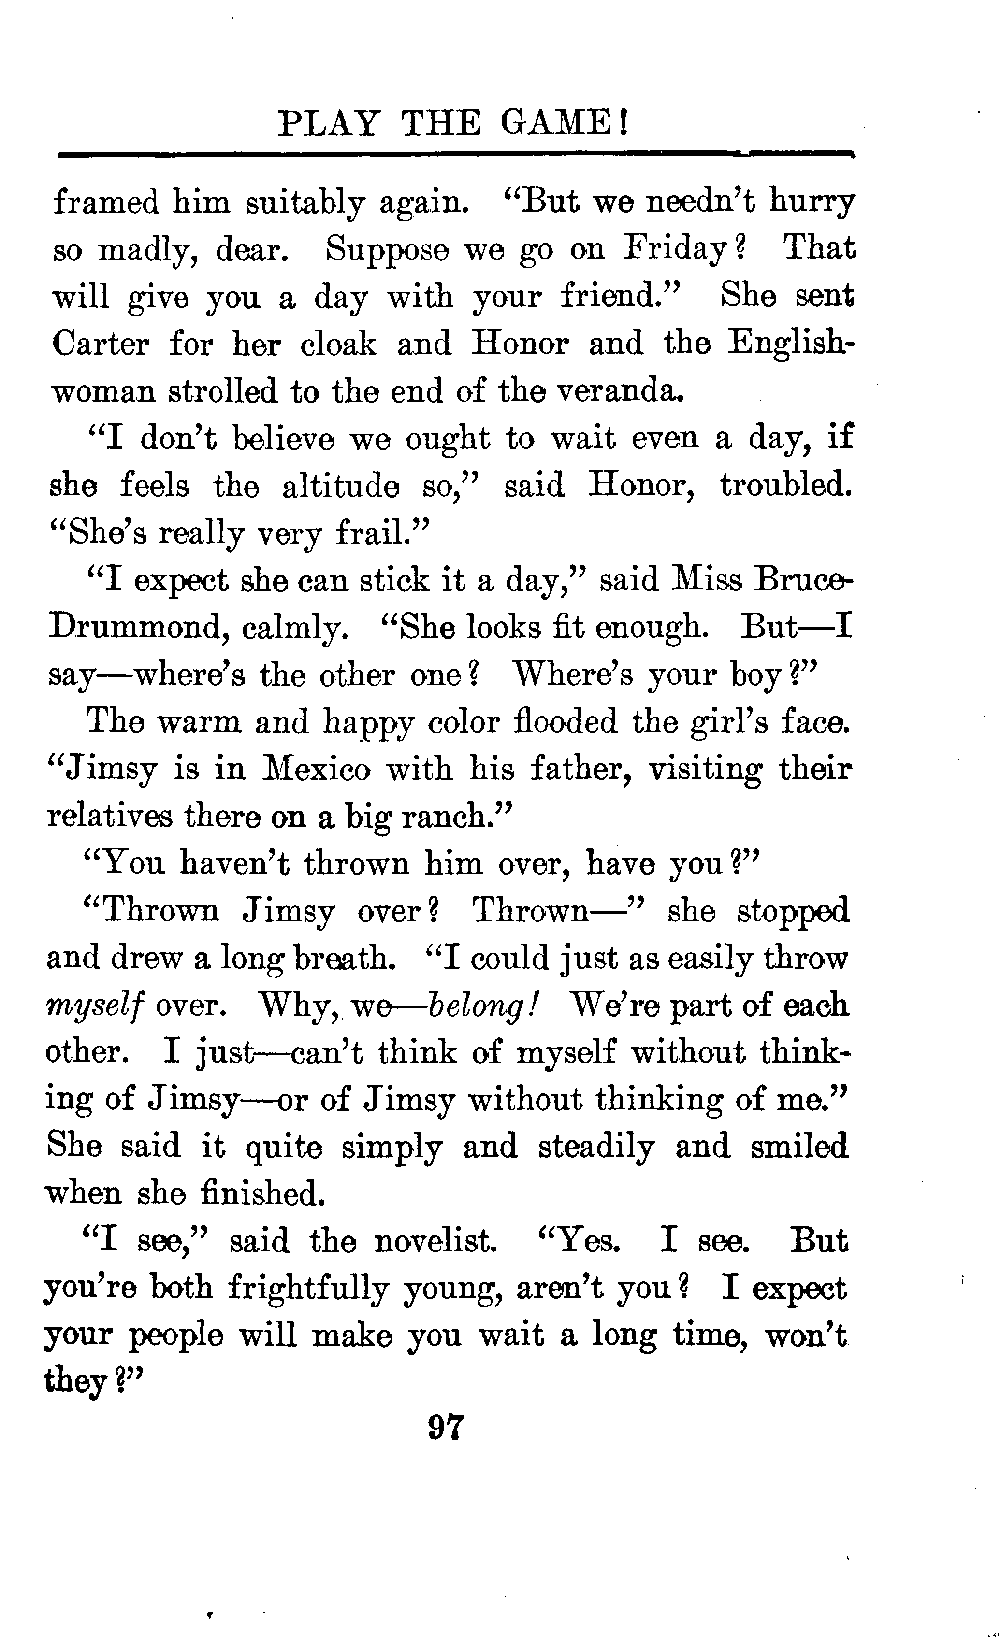 PLAY THE GAME!
framed him suitably again. “But we needn’t hurry
so madly, dear. Suppose we go on Friday? That
will give you a day with your friend.” She sent
Carter for her cloak and Honor and the English-
woman strolled to the end of the veranda.
“I don’t believe we ought to wait even a day, if
she feels the altitude so,” said Honor, troubled.
“She’s really very frail.”
“I expect she can stick it a day,” said Miss Bruce-
Drummond, calmly. “She looks fit enough. But—I
say—where’s the other one? Where’s your boy?”
The warm and happy color flooded the girl’s face.
“Jimsy is in Mexico with his father, visiting their
relatives there on a big ranch.”
“You haven’t thrown him over, have you?”
“Thrown Jimsy over? Thrown—” she stopped
and drew a long breath. “I could just as easily throw
myself over. Why, we—belong! We’re part of each
other. I just—can’t think of myself without think-
ing of Jimsy—or of Jimsy without thinking of me.”
She said it quite simply and steadily and smiled
when she finished.
“I see,” said the novelist. “Yes. I see. But
you’re both frightfully young, aren’t you? I expect
your people will make you wait a long time, won’t
they?”
97